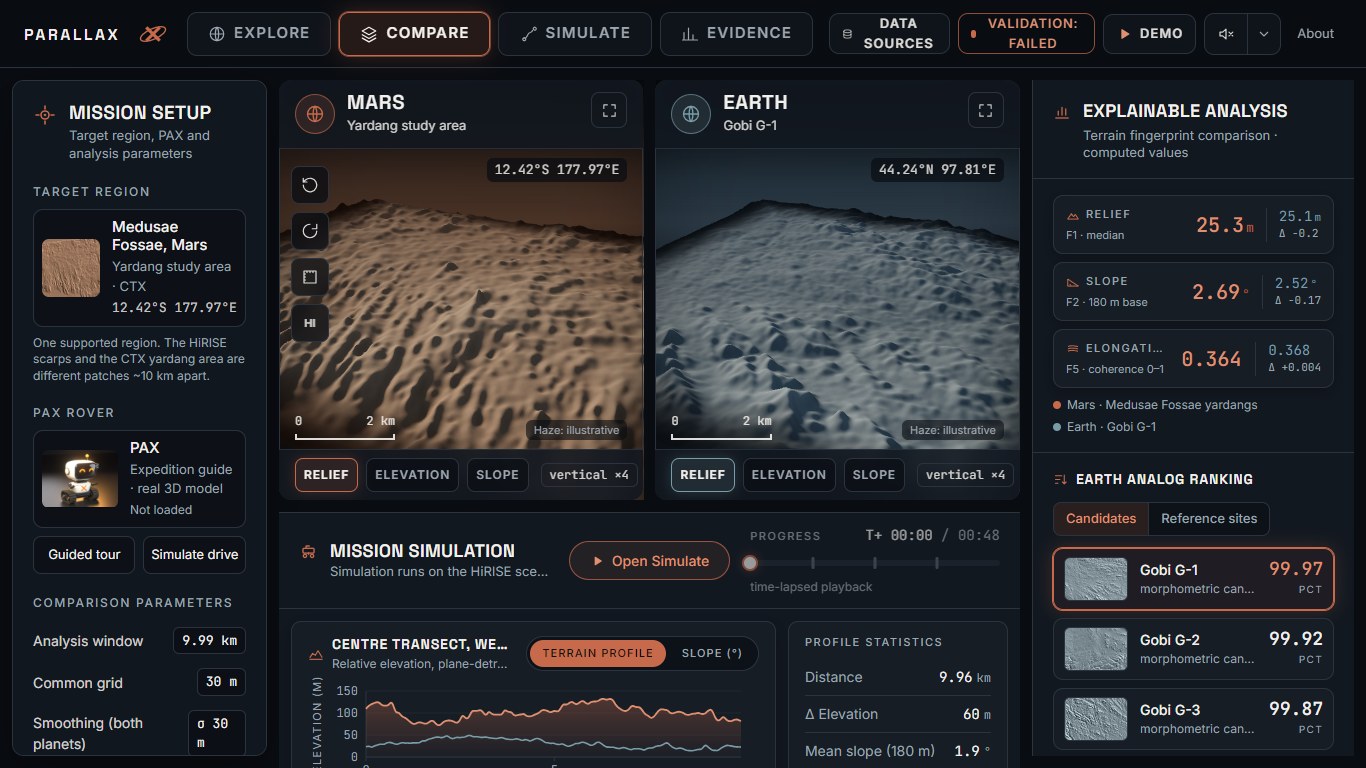 PARALLAX
EXPLORE
COMPARE
SIMULATE
EVIDENCE
DATA
SOURCES
VALIDATION:
FAILED
DEMO
About
MISSION SETUP
Target region, PAX and
analysis parameters
TARGET REGION
Medusae
Fossae, Mars
Yardang study area
· CTX
12.42°S 177.97°E
One supported region. The HiRISE
scarps and the CTX yardang area are
different patches ~10 km apart.
PAX ROVER
PAX
Expedition guide
· real 3D model
Not loaded
Guided tour
Simulate drive
COMPARISON PARAMETERS
Analysis window
9.99 km
Common grid
30 m
Smoothing (both
planets)
σ 30
m
MARS
Yardang study area
12.42°S 177.97°E
HI
0
2 km
Haze: illustrative
RELIEF
ELEVATION
SLOPE
vertical ×4
EARTH
Gobi G-1
44.24°N 97.81°E
0
2 km
Haze: illustrative
RELIEF
ELEVATION
SLOPE
vertical ×4
MISSION SIMULATION
Simulation runs on the HiRISE sce...
Open Simulate
PROGRESS
T+ 00:00 / 00:48
time-lapsed playback
CENTRE TRANSECT, WE...
Relative elevation, plane-detr...
TERRAIN PROFILE
SLOPE (°)
ELEVATION (M)
150
100
50
0
PROFILE STATISTICS
Distance
9.96 km
Δ Elevation
60 m
Mean slope (180 m)
1.9 °
EXPLAINABLE ANALYSIS
Terrain fingerprint comparison ·
computed values
RELIEF
F1 · median
25.3 m
25.1 m
Δ -0.2
SLOPE
F2 · 180 m base
2.69 °
2.52 °
Δ -0.17
ELONGATI...
F5 · coherence 0–1
0.364
0.368
Δ +0.004
Mars · Medusae Fossae yardangs
Earth · Gobi G-1
EARTH ANALOG RANKING
Candidates
Reference sites
Gobi G-1
morphometric can...
99.97
PCT
Gobi G-2
morphometric can...
99.92
PCT
Gobi G-3
morphometric can...
99.87
PCT